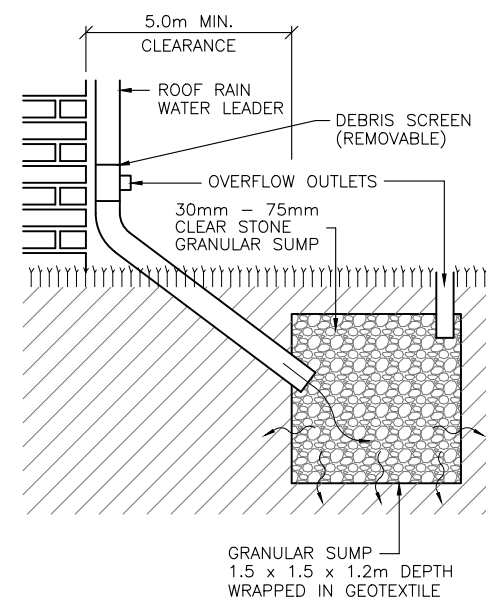 5.0m MIN.
CLEARANCE
ROOF RAIN
WATER LEADER
DEBRIS SCREEN
(REMOVABLE)
OVERFLOW OUTLETS
30mm – 75mm
CLEAR STONE
GRANULAR SUMP
GRANULAR SUMP
1.5 x 1.5 x 1.2m DEPTH
WRAPPED IN GEOTEXTILE